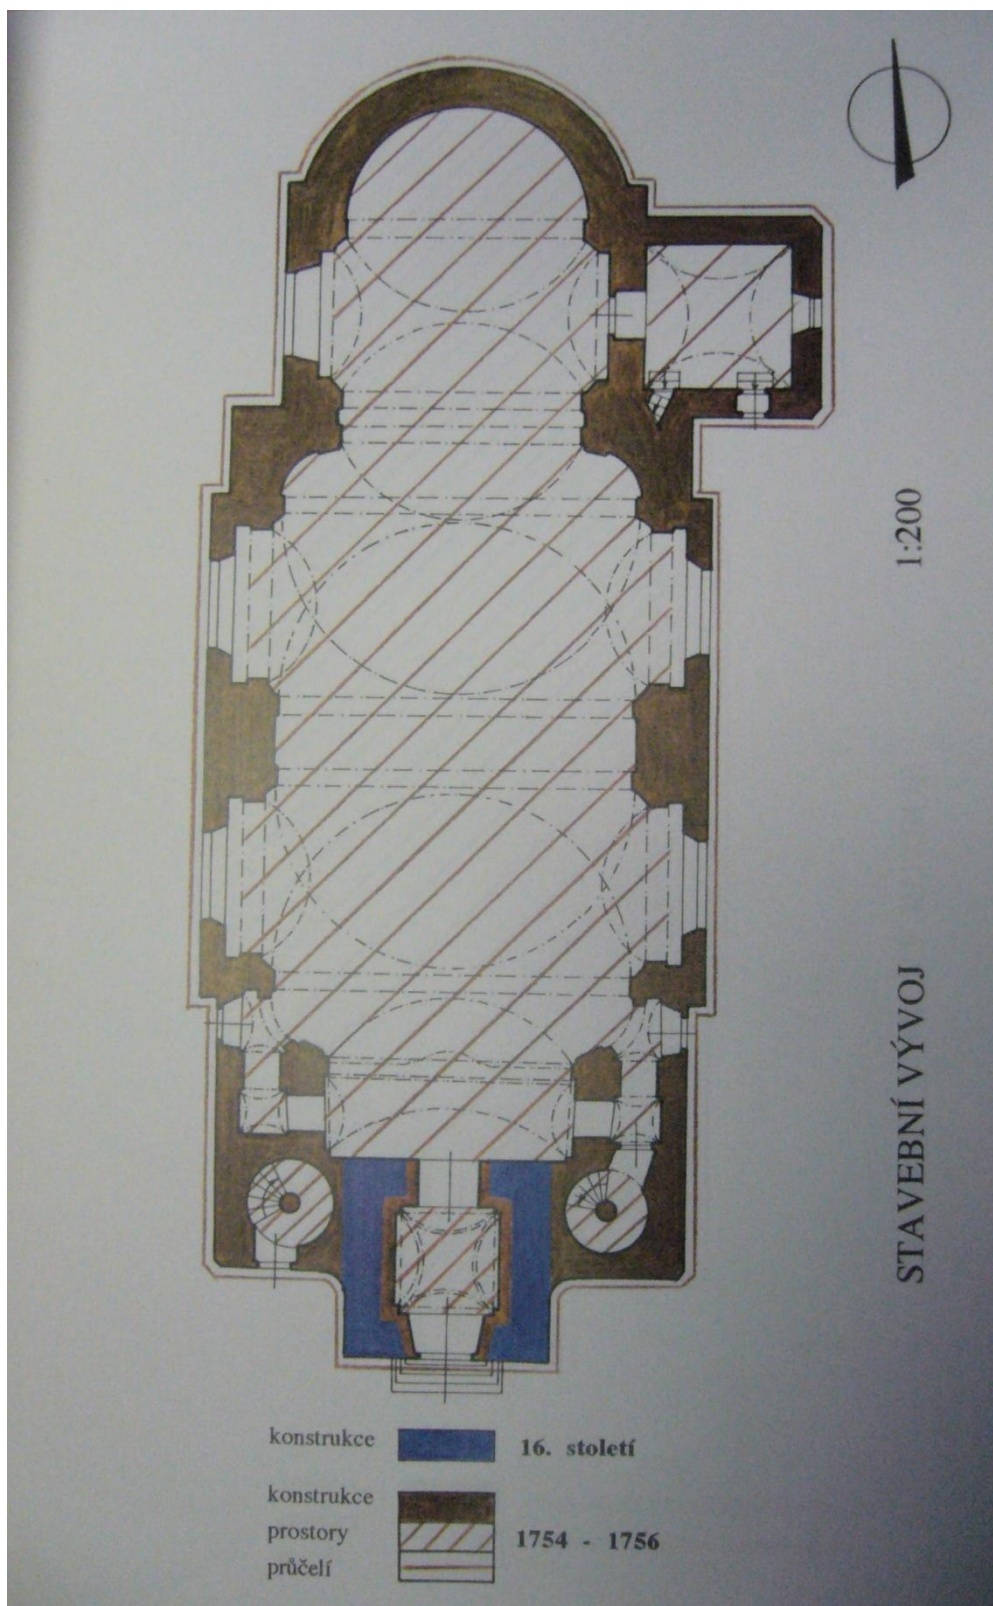 1:200
STAVEBNÍ VÝVOJ
konstrukce 16. století
konstrukce
prostory 1754 - 1756
průčelí